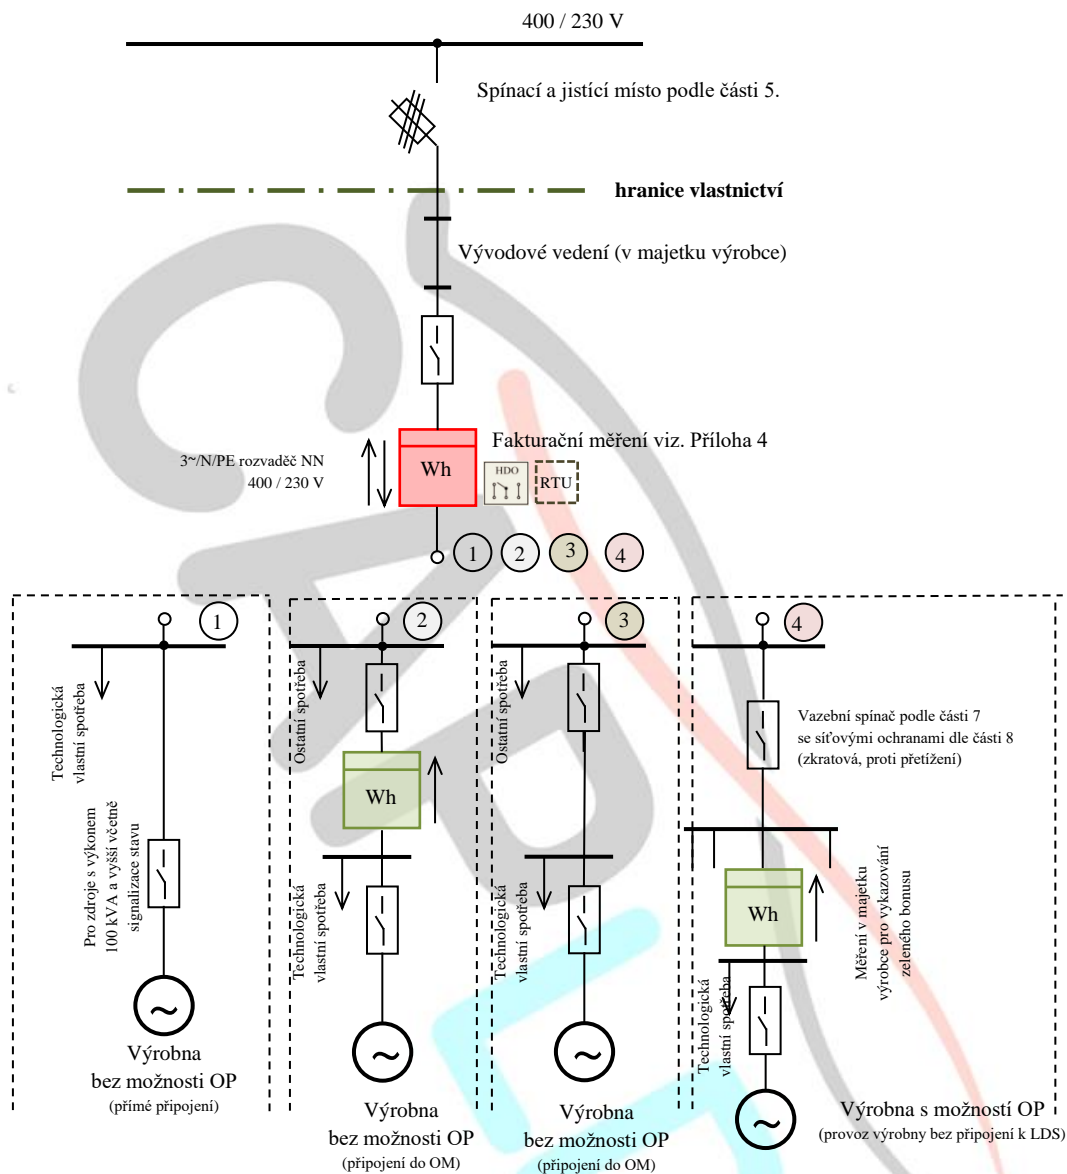 400 / 230 V
Spínací a jistící místo podle části 5.
hranice vlastnictví
Vývodové vedení (v majetku výrobce)
Fakturační měření viz. Příloha 4
3~/N/PE rozvaděč NN
400 / 230 V
Wh
HDO
RTU
1
2
3
4
1
Technologická
vlastní spotřeba
Pro zdroje s výkonem
100 kVA a vyšší včetně
signalizace stavu
~
Výrobna
bez možnosti OP
(přímé připojení)
2
Ostatní spotřeba
Wh
Technologická
vlastní spotřeba
~
Výrobna
bez možnosti OP
(připojení do OM)
3
Ostatní spotřeba
Technologická
vlastní spotřeba
~
Výrobna
bez možnosti OP
(připojení do OM)
4
Vazební spínač podle části 7
se síťovými ochranami dle části 8
(zkratová, proti přetížení)
Wh
Měření v majetku
výrobce pro vykazování
zeleného bonusu
Technologická
vlastní spotřeba
~
Výrobna s možností OP
(provoz výrobny bez připojení k LDS)